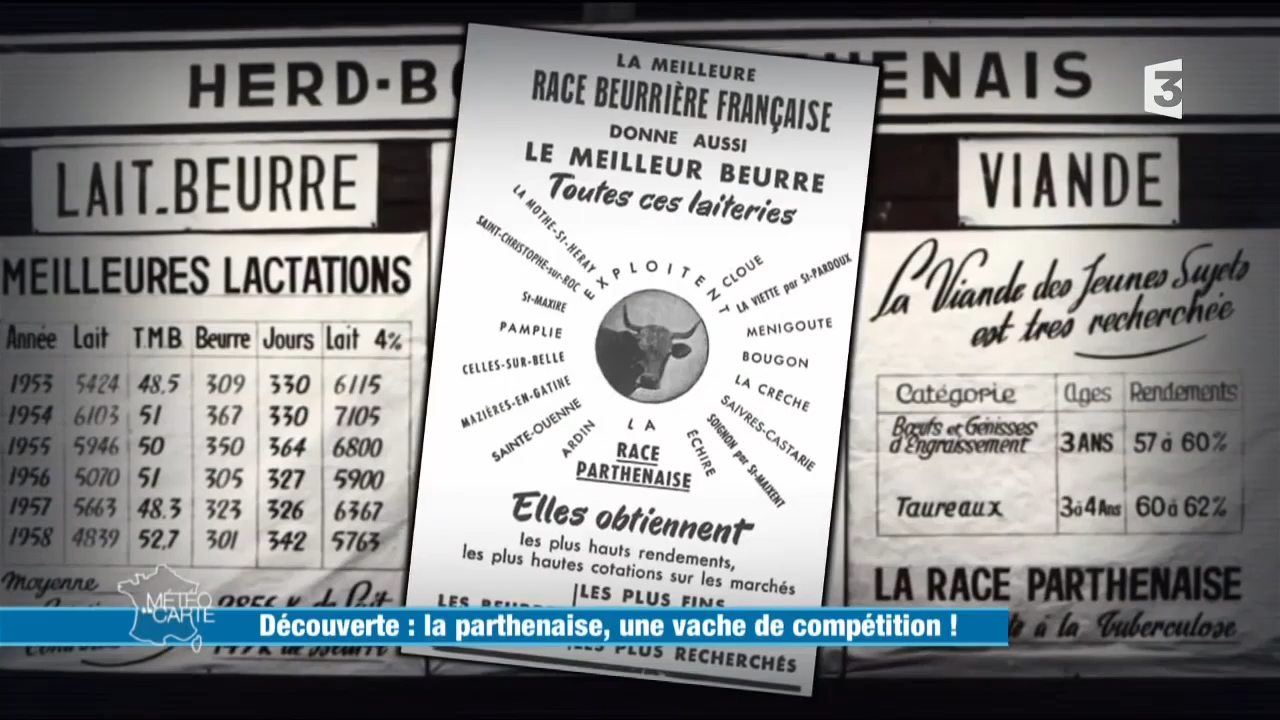 HERD-B
ENAIS
3
LAIT-BEURRE
MEILLEURES LACTATIONS
Année Lait T.M.B. Beurre Jours Lait 4%
1953 5424 48.5 309 330 6115
1954 6103 51 367 330 7105
1955 5946 50 350 364 6800
1956 5070 51 305 327 5900
1957 5663 48.3 323 326 6367
1958 4839 52,7 301 342 5763
Moyenne
LA MEILLEURE
RACE BEURRIÈRE FRANÇAISE
DONNE AUSSI
LE MEILLEUR BEURRE
Toutes ces laiteries
LA MOTHE-St-HERAY
SAINT-CHRISTOPHE-sur-ROC
St-MAXIRE
PAMPLIE
CELLES-SUR-BELLE
MAZIÈRES-EN-GATINE
SAINTE-OUENNE
ARDIN
EXPLOITENT
CLOUE
LA VIETTE par St-PARDOUX
MENIGOUTE
BOUGON
LA CRECHE
SAIVRES-CASTARIE
SOIGNON par St-MAIXENT
ECHIRE
LA
RACE
PARTHENAISE
Elles obtiennent
les plus hauts rendements,
les plus hautes cotations sur les marchés
LES PLUS FINS
PLUS RECHERCHÉS
VIANDE
La Viande des Jeunes Sujets
est tres recherchée
Catégorie Ages Rendements
Bœufs et Génisses
d'Engraissement 3 ANS 57 à 60%
Taureaux 3 à 4 Ans 60 à 62%
LA RACE PARTHENAISE
à la Tuberculose
MÉTÉO
à la CARTE
Découverte : la parthenaise, une vache de compétition !